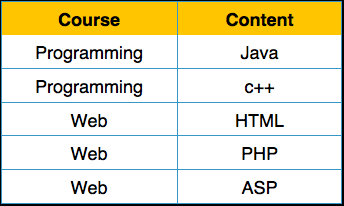 Course Content
Programming Java
Programming c++
Web HTML
Web PHP
Web ASP